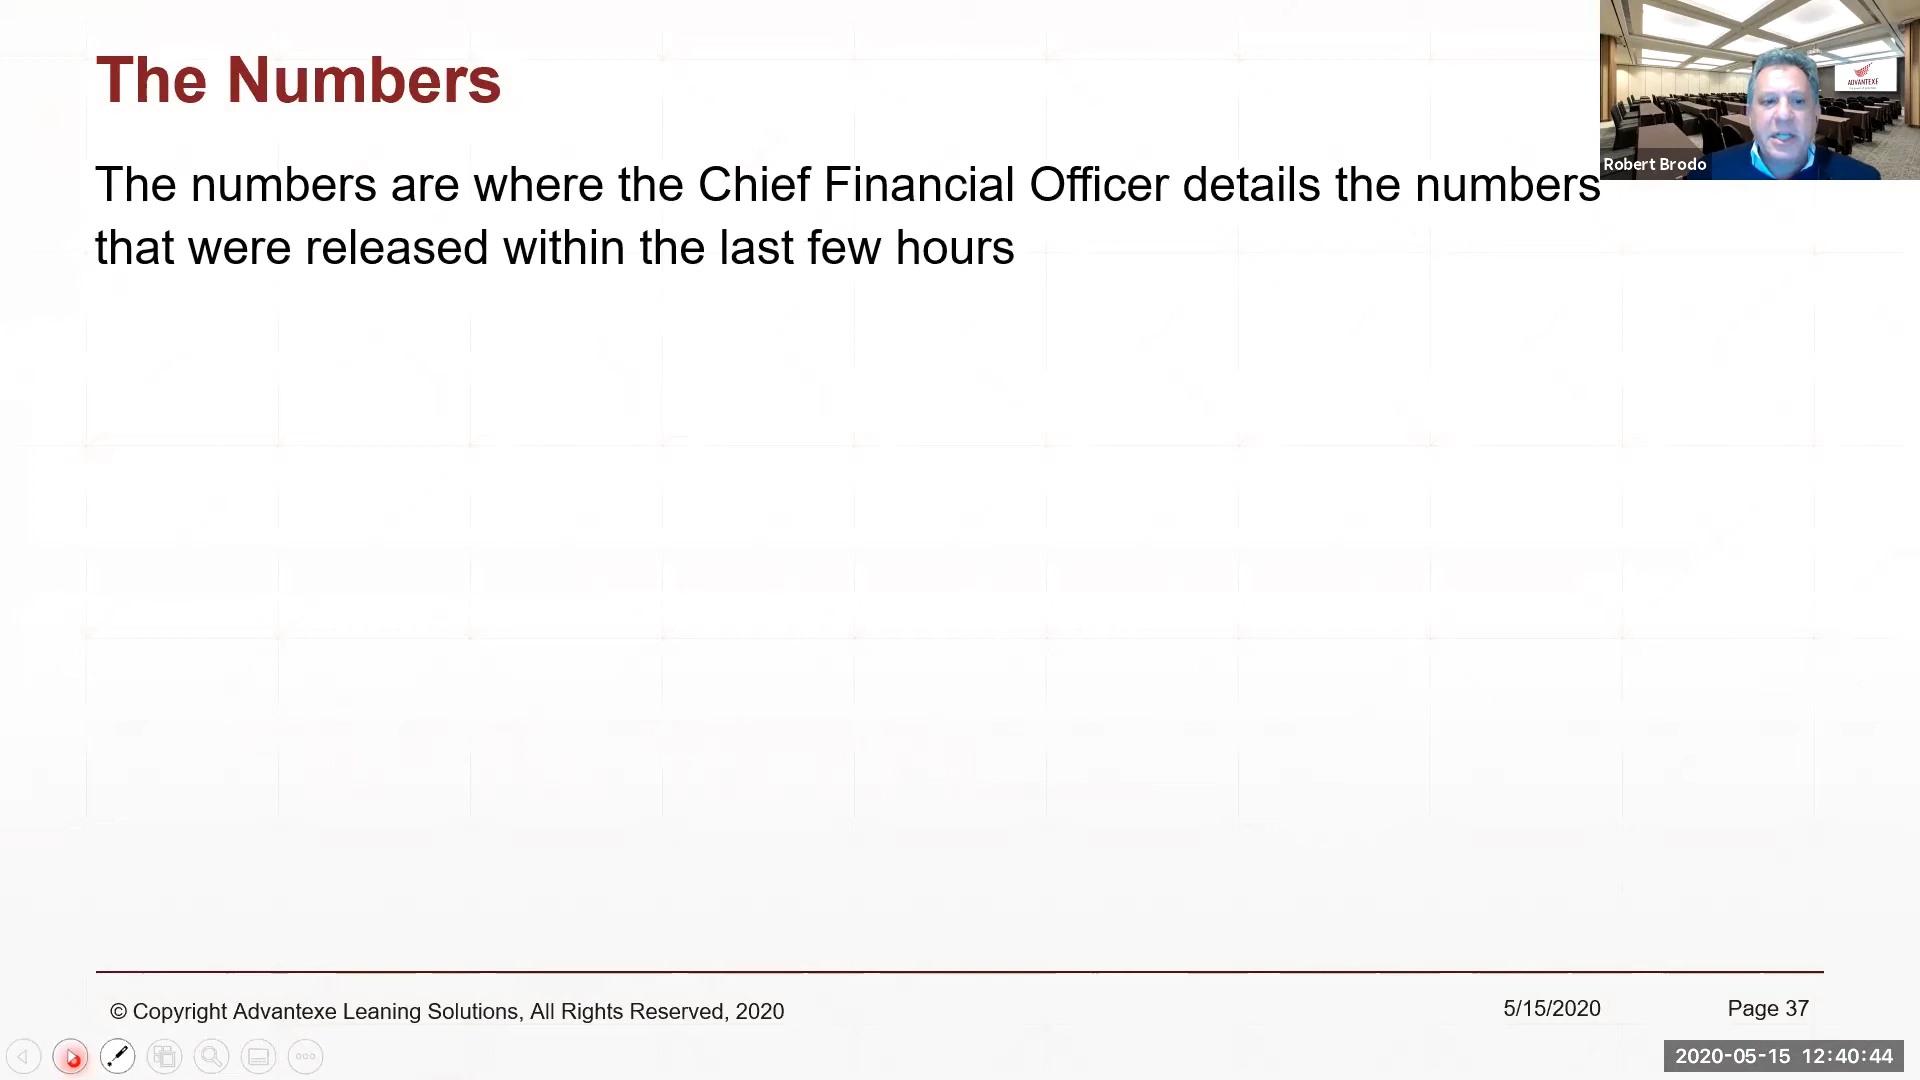 The Numbers
The numbers are where the Chief Financial Officer details the numbers
that were released within the last few hours
ADVANTEXE
Robert Brodo
© Copyright Advantexe Leaning Solutions, All Rights Reserved, 2020
5/15/2020
Page 37
2020-05-15 12:40:44